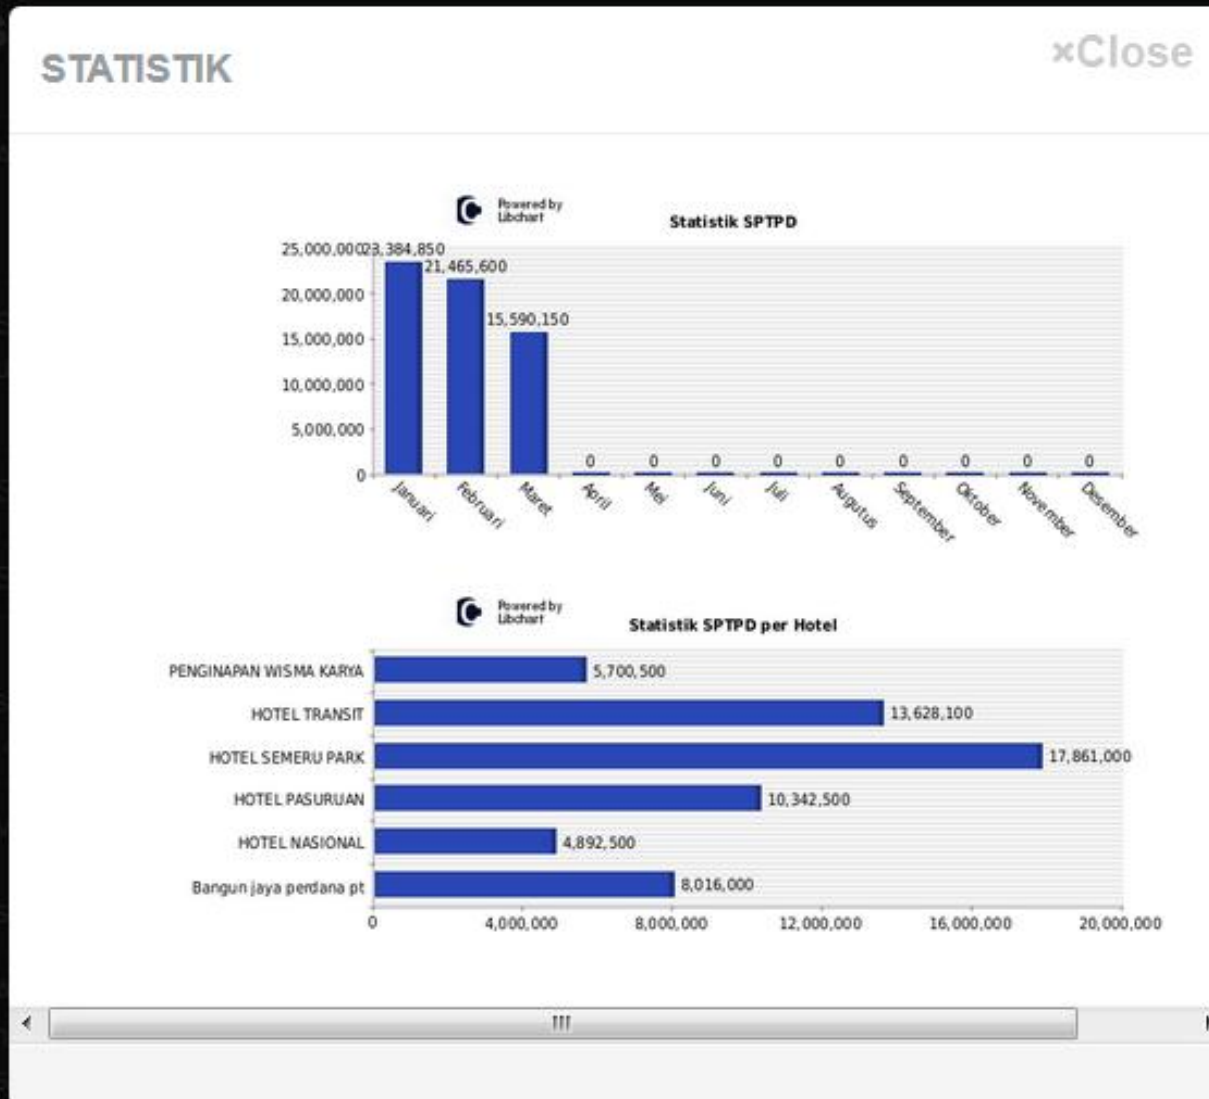 STATISTIK
×Close
Powered by
Libchart
Statistik SPTPD
25,000,000
23,384,850
21,465,600
20,000,000
15,590,150
15,000,000
10,000,000
5,000,000
0 0 0 0 0 0 0 0 0
0
Januari Februari Maret April Mei Juni Juli Augutus September Oktober November Desember
Powered by
Libchart
Statistik SPTPD per Hotel
PENGINAPAN WISMA KARYA 5,700,500
HOTEL TRANSIT 13,628,100
HOTEL SEMERU PARK 17,861,000
HOTEL PASURUAN 10,342,500
HOTEL NASIONAL 4,892,500
Bangun jaya perdana pt 8,016,000
0 4,000,000 8,000,000 12,000,000 16,000,000 20,000,000